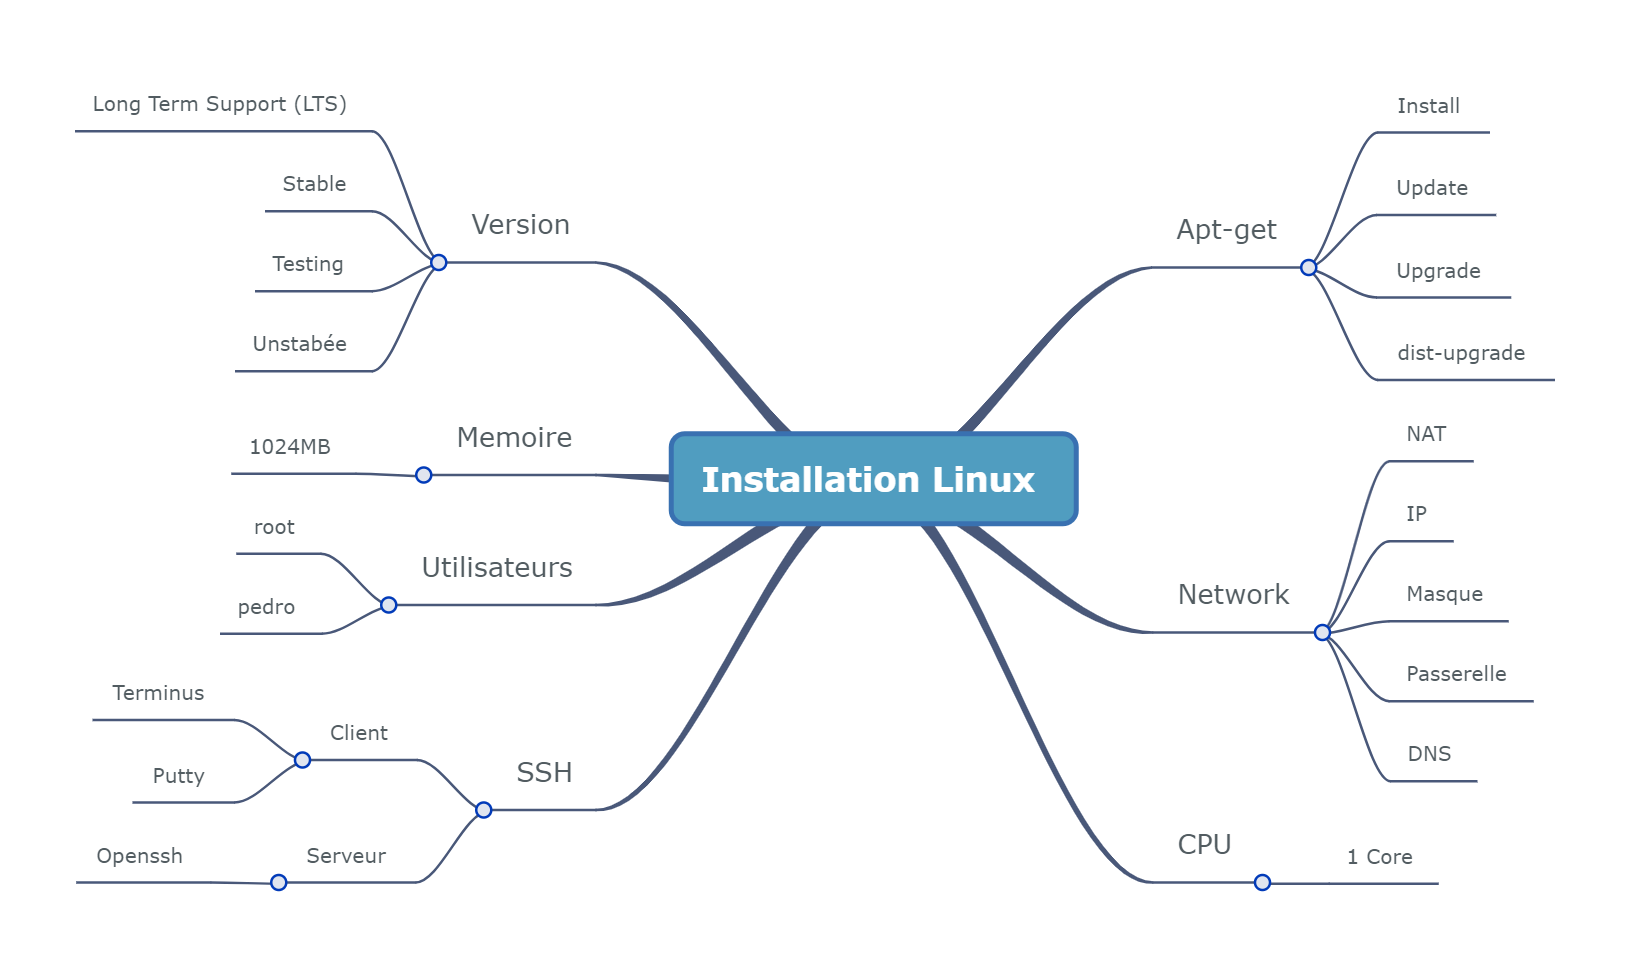 Installation Linux
Version
Long Term Support (LTS)
Stable
Testing
Unstabée
Memoire
1024MB
Utilisateurs
root
pedro
SSH
Client
Terminus
Putty
Serveur
Openssh
Apt-get
Install
Update
Upgrade
dist-upgrade
Network
NAT
IP
Masque
Passerelle
DNS
CPU
1 Core